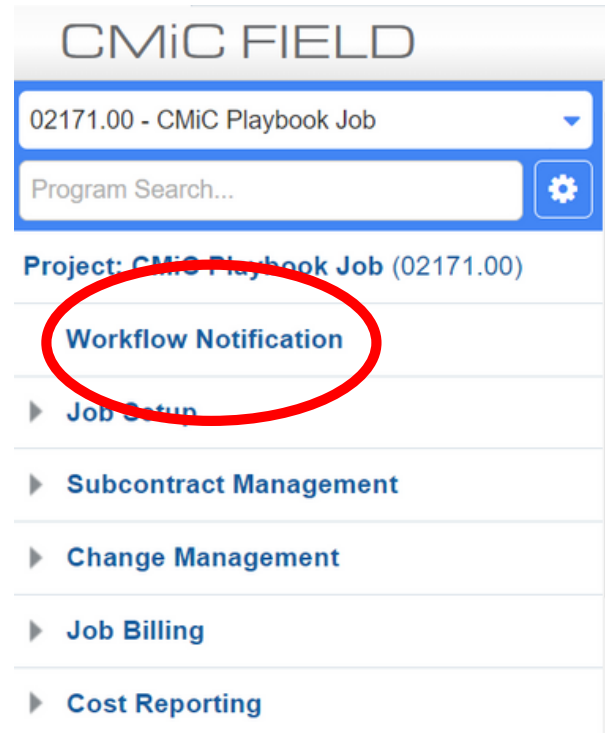 CMiC FIELD
02171.00 - CMiC Playbook Job
Program Search...
Project: CMiC Playbook Job (02171.00)
Workflow Notification
Job Setup
Subcontract Management
Change Management
Job Billing
Cost Reporting